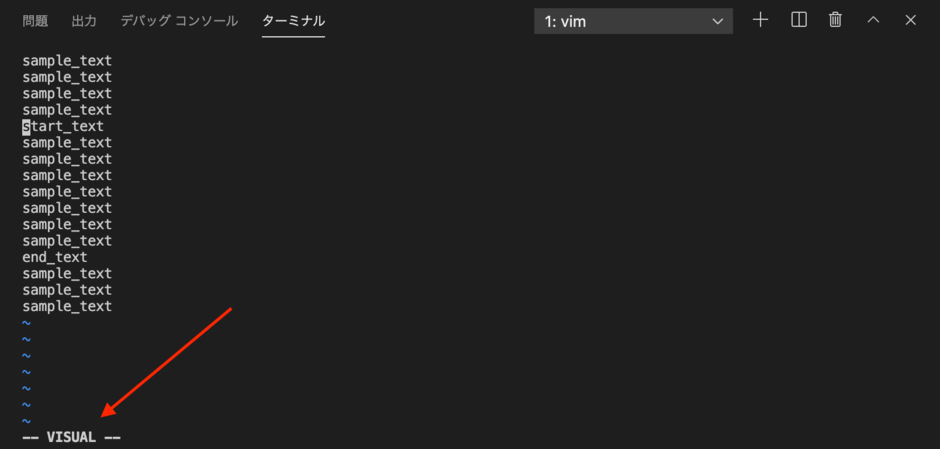 問題 出力 デバッグ コンソール ターミナル 1: vim
sample_text
sample_text
sample_text
sample_text
start_text
sample_text
sample_text
sample_text
sample_text
sample_text
sample_text
sample_text
end_text
sample_text
sample_text
sample_text
~
~
~
~
~
~
~
-- VISUAL --